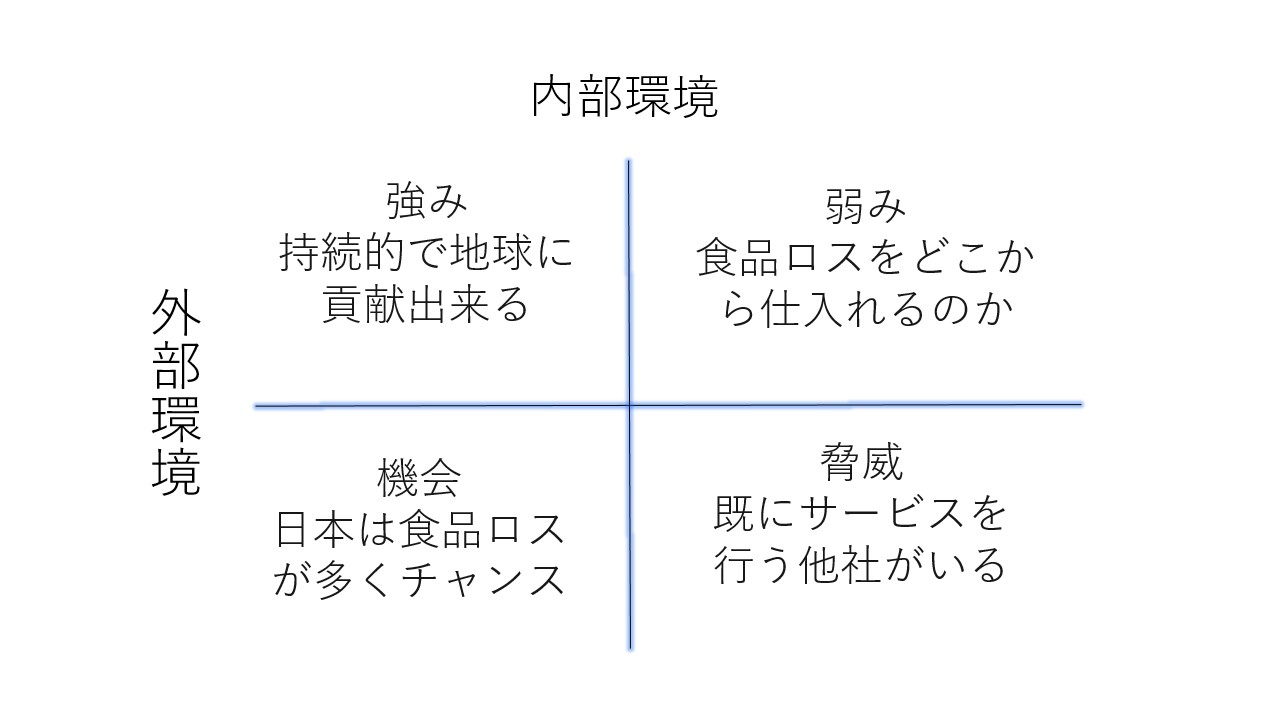 内部環境
外部環境
強み
持続的で地球に
貢献出来る
弱み
食品ロスをどこか
ら仕入れるのか
機会
日本は食品ロス
が多くチャンス
脅威
既にサービスを
行う他社がいる